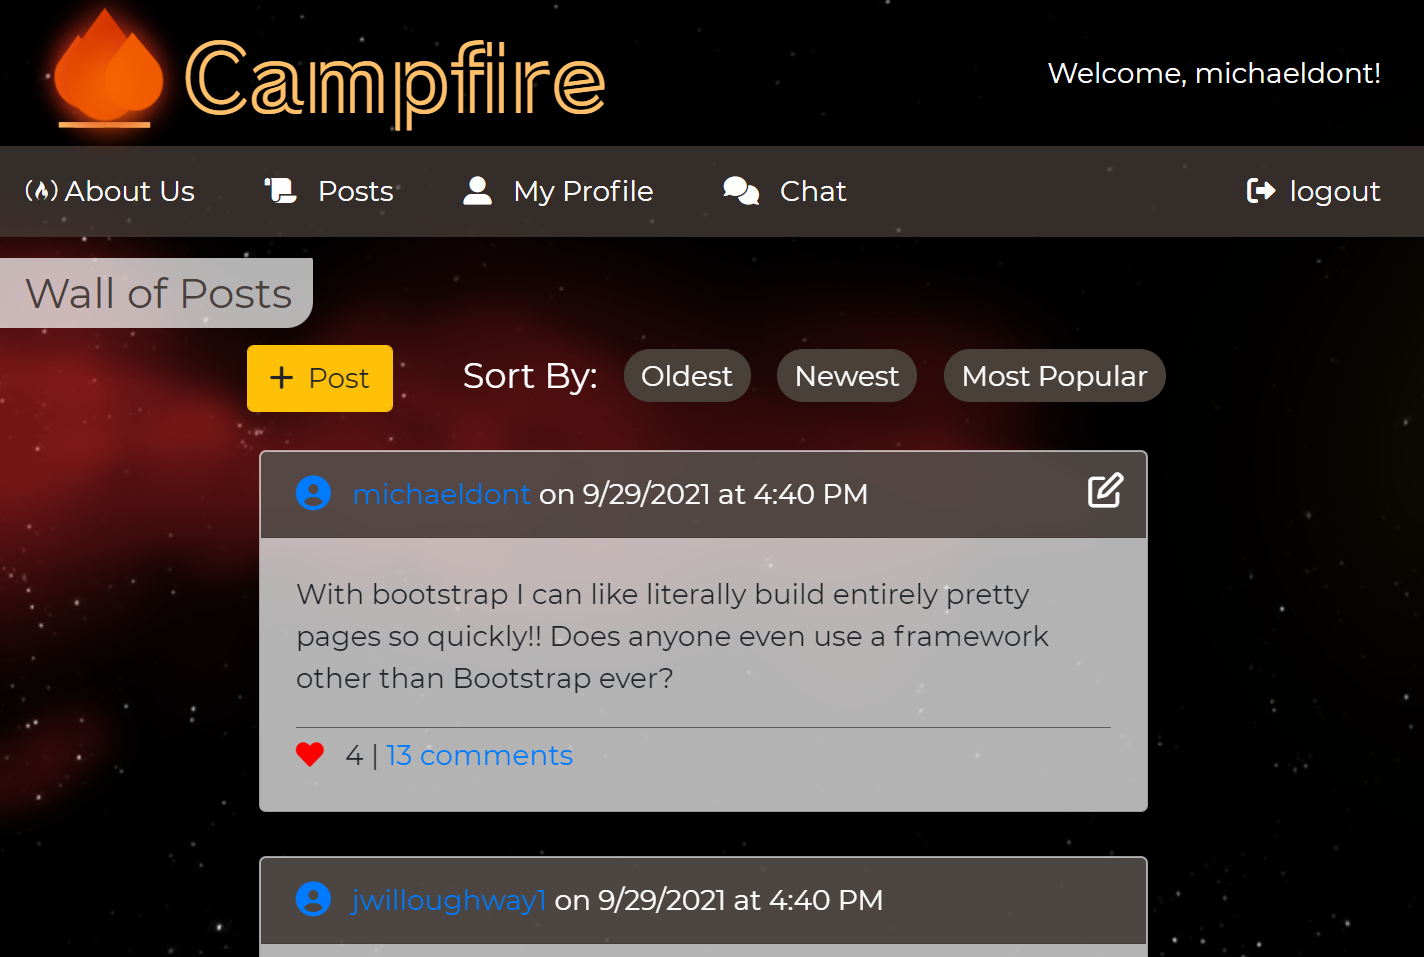 Campfire
Welcome, michaeldont!
About Us
Posts
My Profile
Chat
logout
Wall of Posts
+ Post
Sort By:
Oldest
Newest
Most Popular
michaeldont on 9/29/2021 at 4:40 PM
With bootstrap I can like literally build entirely pretty
pages so quickly!! Does anyone even use a framework
other than Bootstrap ever?
4 | 13 comments
jwilloughway1 on 9/29/2021 at 4:40 PM